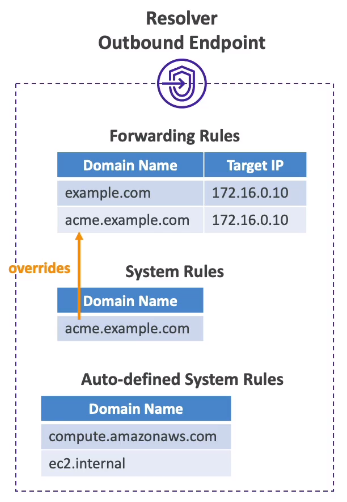 Resolver
Outbound Endpoint
Forwarding Rules
Domain Name Target IP
example.com 172.16.0.10
acme.example.com 172.16.0.10
overrides
System Rules
Domain Name
acme.example.com
Auto-defined System Rules
Domain Name
compute.amazonaws.com
ec2.internal